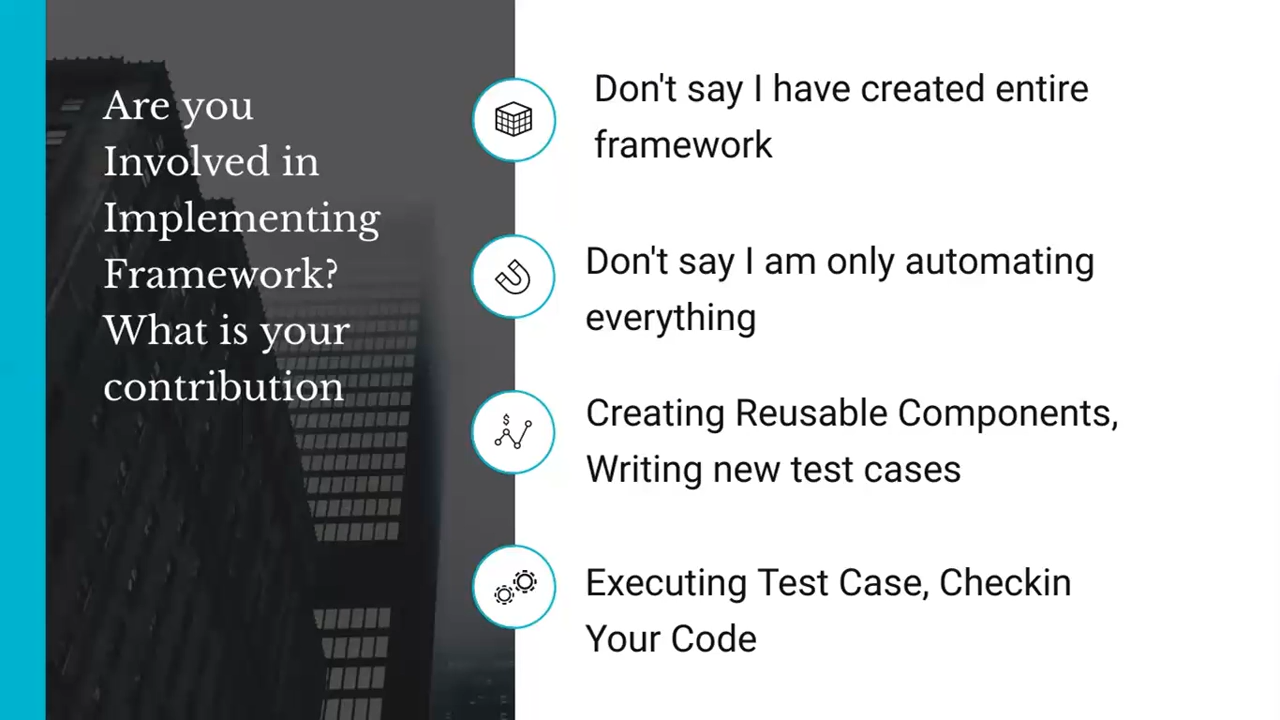 Are you
Involved in
Implementing
Framework?
What is your
contribution
Don't say I have created entire
framework
Don't say I am only automating
everything
$
Creating Reusable Components,
Writing new test cases
Executing Test Case, Checkin
Your Code